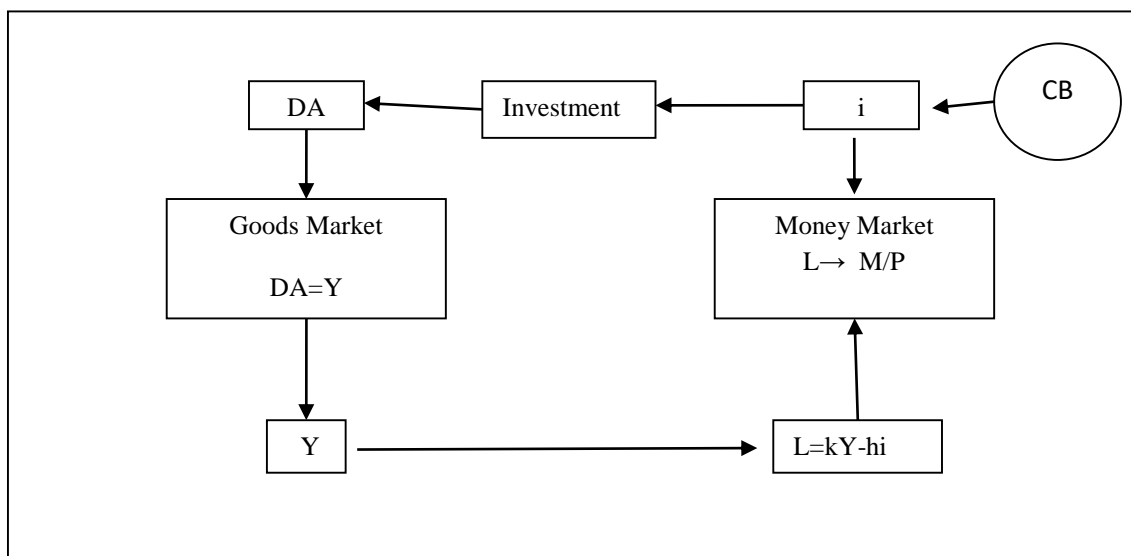 DA
Investment
i
CB
Goods Market
DA=Y
Money Market
L→ M/P
Y
L=kY-hi